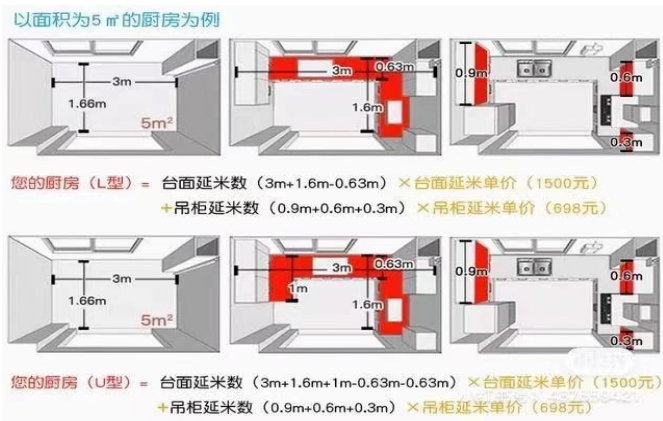 以面积为5㎡的厨房为例
3m
1.66m
5m²
3m
0.63m
1.6m
0.9m
0.6m
0.3m
您的厨房（L型）= 台面延米数（3m+1.6m-0.63m）×台面延米单价（1500元）
+吊柜延米数（0.9m+0.6m+0.3m）×吊柜延米单价（698元）
3m
1.66m
5m²
3m
0.63m
1m
1.6m
0.9m
0.6m
0.3m
您的厨房（U型）= 台面延米数（3m+1.6m+1m-0.63m-0.63m）×台面延米单价（1500元）
+吊柜延米数（0.9m+0.6m+0.3m）×吊柜延米单价（698元）